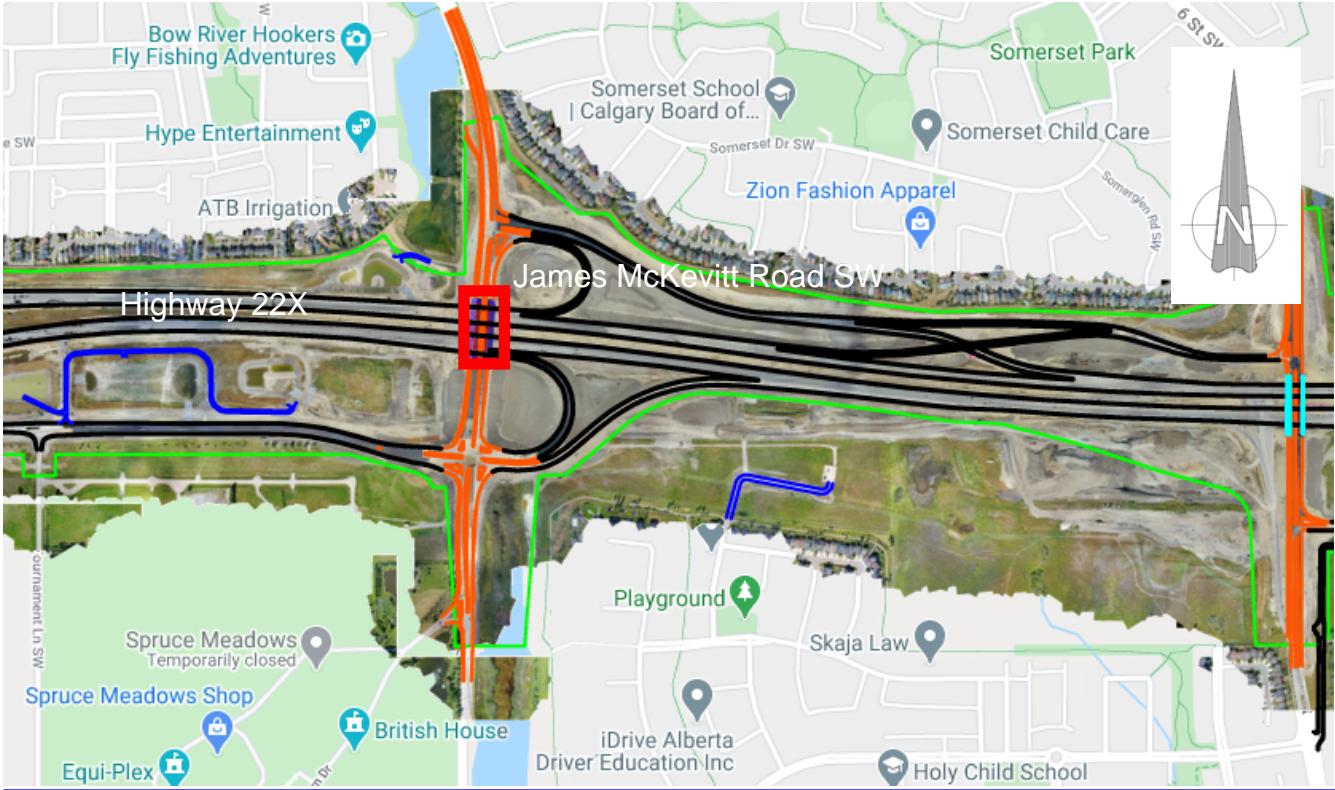 Bow River Hookers
Fly Fishing Adventures
6 St SW
Somerset Park
Somerset School
| Calgary Board of...
Hype Entertainment
Somerset Child Care
e SW
Somerset Dr SW
Zion Fashion Apparel
Somerglen Rd SW
ATB Irrigation
N
James McKevitt Road SW
Highway 22X
ournament Ln SW
Playground
Spruce Meadows
Temporarily closed
Skaja Law
Spruce Meadows Shop
British House
iDrive Alberta
Driver Education Inc
Equi-Plex
n Dr
Holy Child School